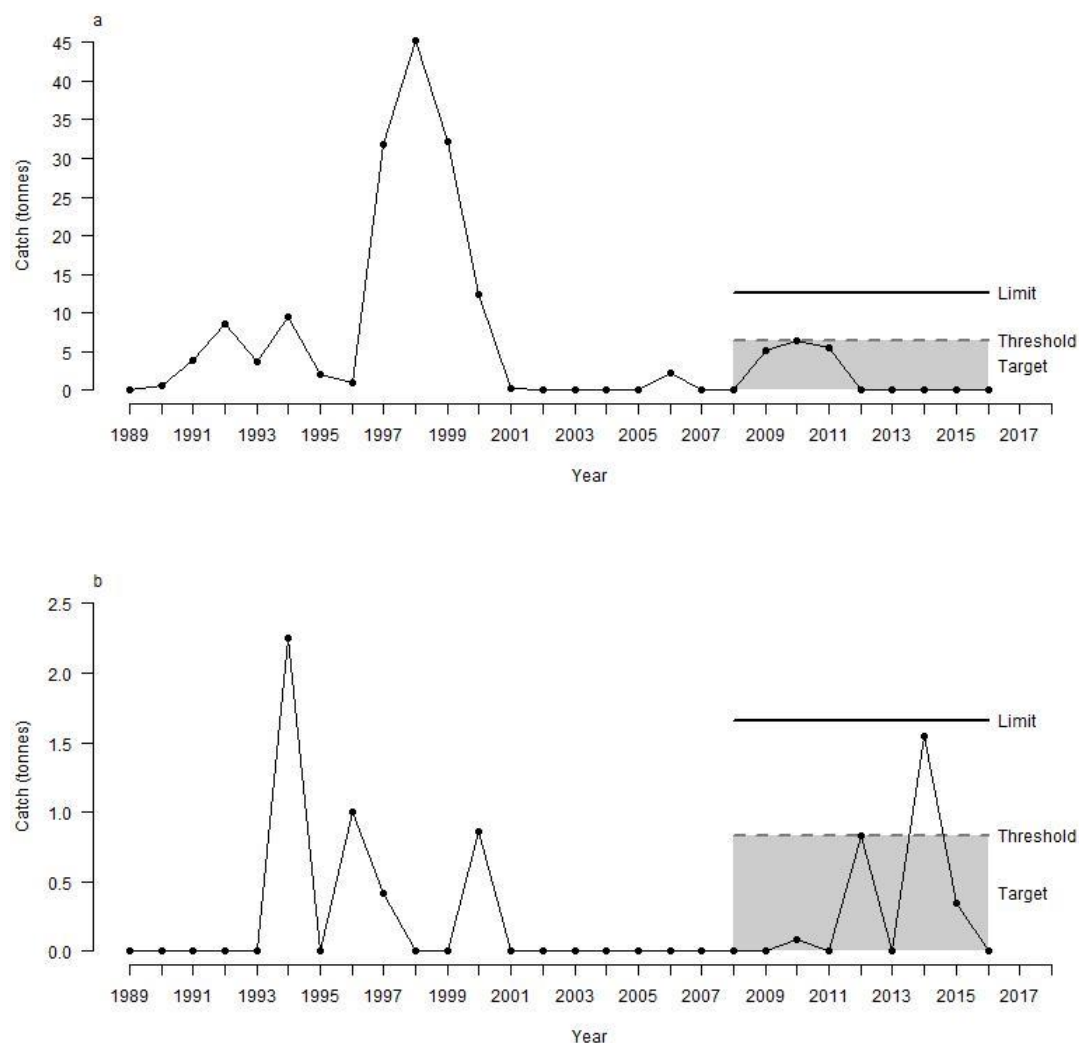 a
45
40
35
30
25
20
15
10
5
0
Catch (tonnes)
Limit
Threshold
Target
1989 1991 1993 1995 1997 1999 2001 2003 2005 2007 2009 2011 2013 2015 2017
Year
b
2.5
2.0
1.5
1.0
0.5
0.0
Catch (tonnes)
Limit
Threshold
Target
1989 1991 1993 1995 1997 1999 2001 2003 2005 2007 2009 2011 2013 2015 2017
Year